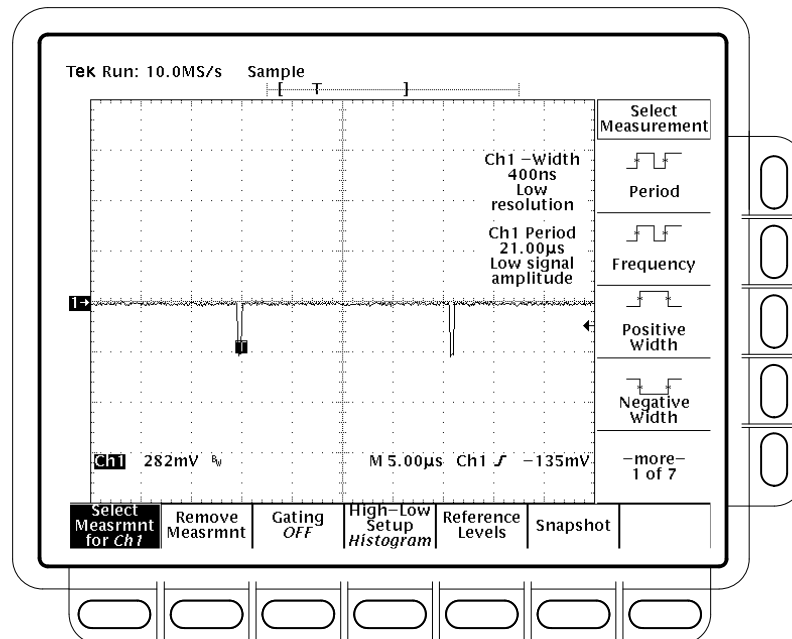 Tek Run: 10.0MS/s Sample
[ T ]
Select
Measurement
Ch1 –Width
400ns
Low
resolution
Ch1 Period
21.00µs
Low signal
amplitude
Period
Frequency
Positive
Width
Negative
Width
–more–
1 of 7
1→
T
Ch1 282mV BW M 5.00µs Ch1 –135mV
Select
Measrmnt
for Ch1
Remove
Measrmnt
Gating
OFF
High–Low
Setup
Histogram
Reference
Levels
Snapshot